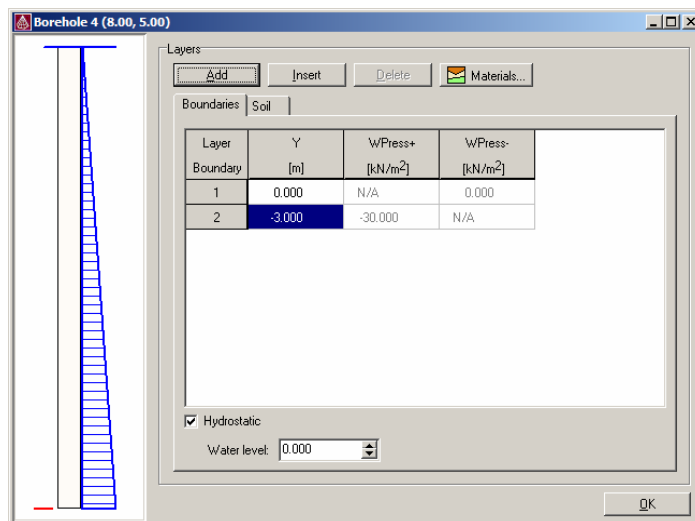 Borehole 4 (8.00, 5.00)
Layers
Add Insert Delete Materials...
Boundaries Soil
Layer Boundary Y [m] WPress+ [kN/m²] WPress- [kN/m²]
1 0.000 N/A 0.000
2 -3.000 -30.000 N/A
Hydrostatic
Water level: 0.000
OK